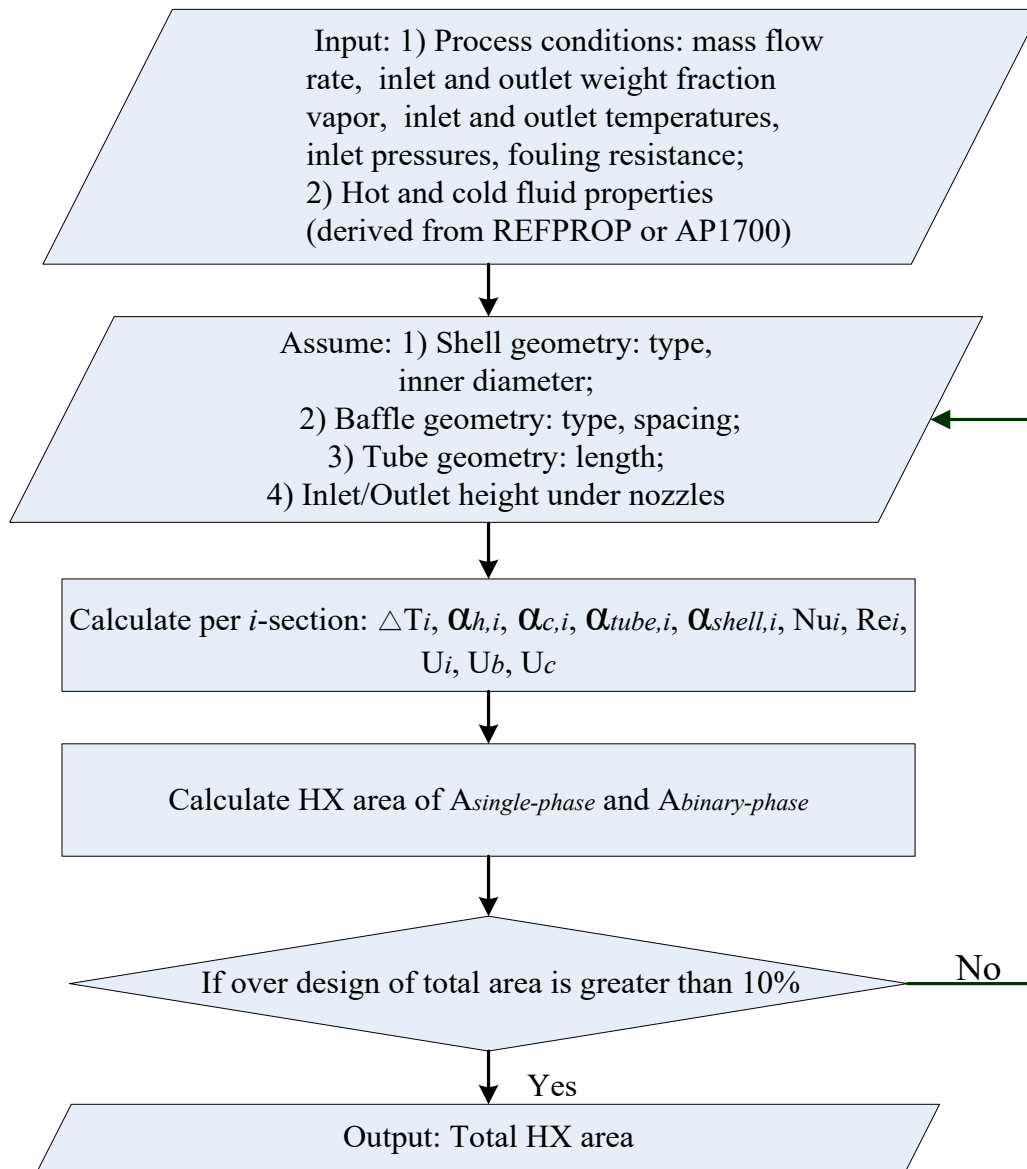 Input: 1) Process conditions: mass flow
rate, inlet and outlet weight fraction
vapor, inlet and outlet temperatures,
inlet pressures, fouling resistance;
2) Hot and cold fluid properties
(derived from REFPROP or AP1700)
Assume: 1) Shell geometry: type,
inner diameter;
2) Baffle geometry: type, spacing;
3) Tube geometry: length;
4) Inlet/Outlet height under nozzles
Calculate per i-section: △Ti, αh,i, αc,i, αtube,i, αshell,i, Nui, Rei,
Ui, Ub, Uc
Calculate HX area of Asingle-phase and Abinary-phase
If over design of total area is greater than 10%
No
Yes
Output: Total HX area